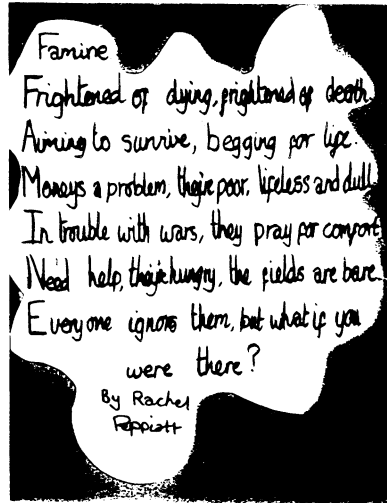 Famine
Frightened of dying, frightened of death.
Aiming to survive, begging for life.
Moneys a problem, they're poor, lifeless and dull.
In trouble with wars, they pray for comfort
Need help, they're hungry, the fields are bare
Everyone ignors them, but what if you
were there?
By Rachel
Peppiatt